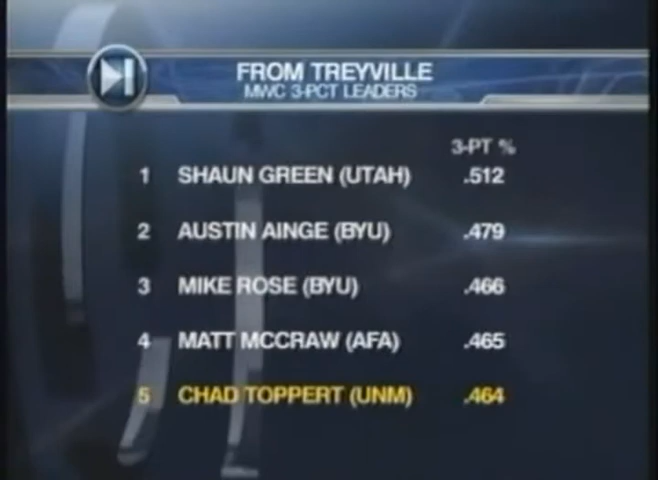 FROM TREYVILLE
MWC 3-PCT LEADERS
3-PT %
1 SHAUN GREEN (UTAH) .512
2 AUSTIN AINGE (BYU) .479
3 MIKE ROSE (BYU) .466
4 MATT MCCRAW (AFA) .465
5 CHAD TOPPERT (UNM) .464